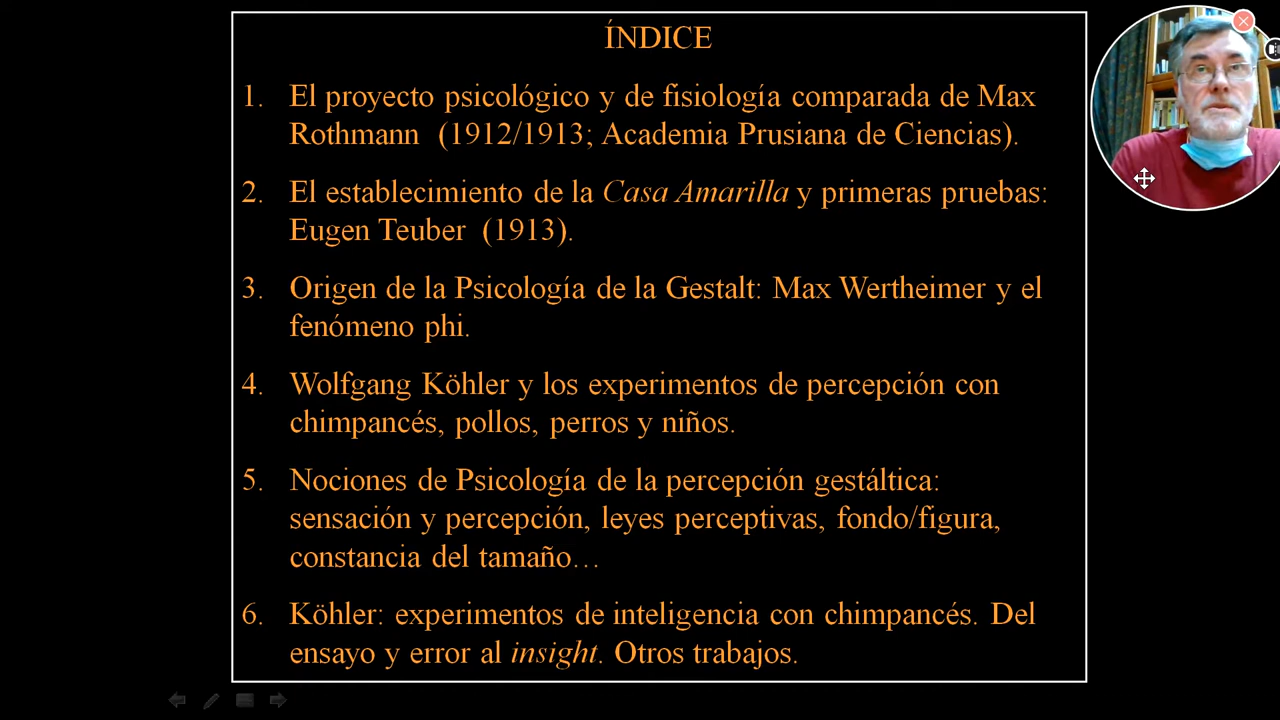 ÍNDICE
1. El proyecto psicológico y de fisiología comparada de Max
Rothmann (1912/1913; Academia Prusiana de Ciencias).
2. El establecimiento de la Casa Amarilla y primeras pruebas:
Eugen Teuber (1913).
3. Origen de la Psicología de la Gestalt: Max Wertheimer y el
fenómeno phi.
4. Wolfgang Köhler y los experimentos de percepción con
chimpancés, pollos, perros y niños.
5. Nociones de Psicología de la percepción gestáltica:
sensación y percepción, leyes perceptivas, fondo/figura,
constancia del tamaño…
6. Köhler: experimentos de inteligencia con chimpancés. Del
ensayo y error al insight. Otros trabajos.